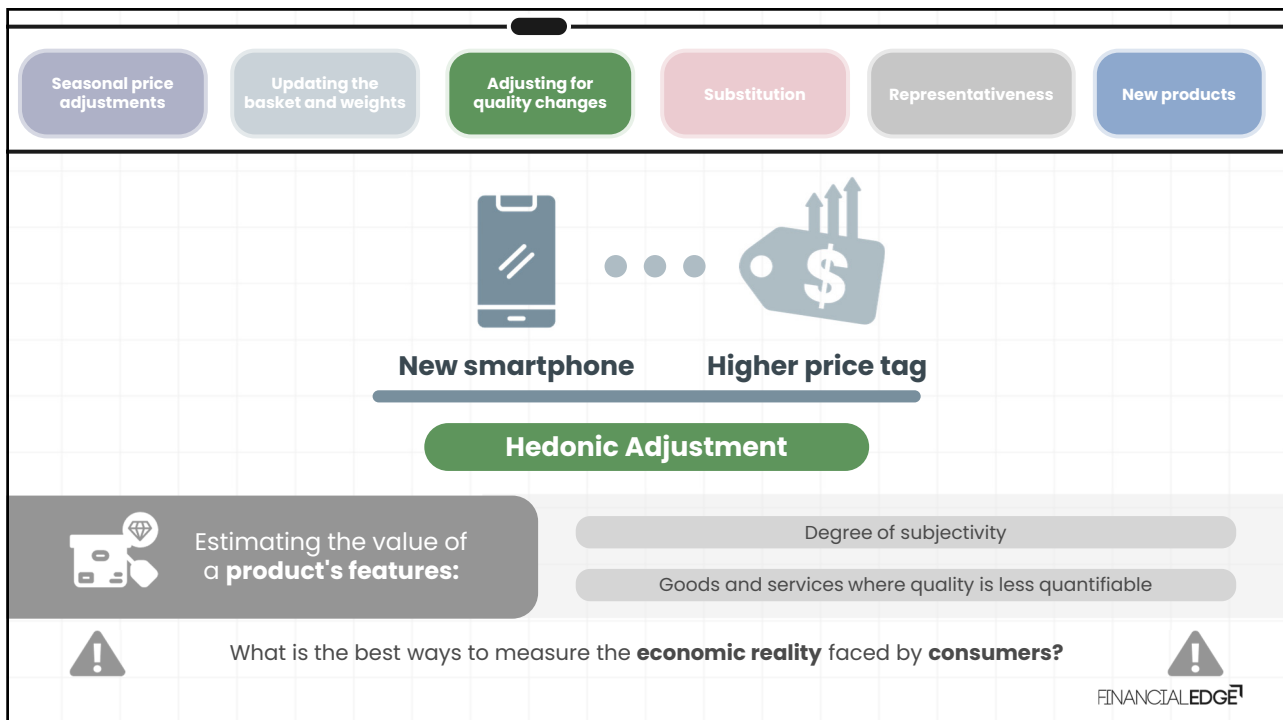 Seasonal price
adjustments
Updating the
basket and weights
Adjusting for
quality changes
Substitution
Representativeness
New products
$
New smartphone
Higher price tag
Hedonic Adjustment
Estimating the value of
a product's features:
Degree of subjectivity
Goods and services where quality is less quantifiable
What is the best ways to measure the economic reality faced by consumers?
FINANCIALEDGE